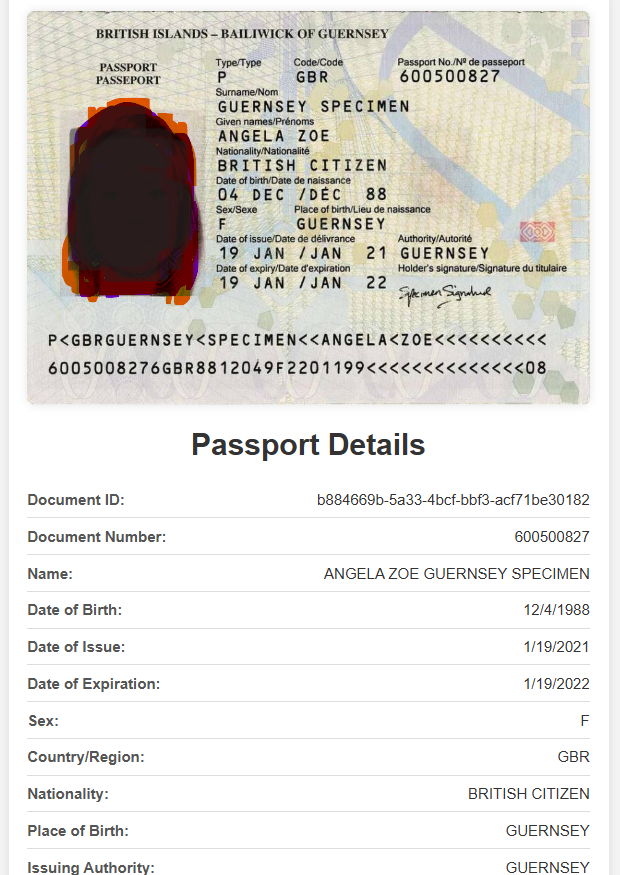 BRITISH ISLANDS – BAILIWICK OF GUERNSEY
PASSPORT
PASSEPORT
Type/Type Code/Code Passport No./Nº de passeport
P GBR 600500827
Surname/Nom
GUERNSEY SPECIMEN
Given names/Prénoms
ANGELA ZOE
Nationality/Nationalité
BRITISH CITIZEN
Date of birth/Date de naissance
04 DEC /DÉC 88
Sex/Sexe Place of birth/Lieu de naissance
F GUERNSEY
Date of issue/Date de délivrance Authority/Autorité
19 JAN /JAN 21 GUERNSEY
Date of expiry/Date d'expiration Holder's signature/Signature du titulaire
19 JAN /JAN 22 Specimen Signature
P<GBRGUERNSEY<SPECIMEN<<ANGELA<ZOE<<<<<<<<<<
6005008276GBR8812049F2201199<<<<<<<<<<<<<<08
Passport Details
Document ID: b884669b-5a33-4bcf-bbf3-acf71be30182
Document Number: 600500827
Name: ANGELA ZOE GUERNSEY SPECIMEN
Date of Birth: 12/4/1988
Date of Issue: 1/19/2021
Date of Expiration: 1/19/2022
Sex: F
Country/Region: GBR
Nationality: BRITISH CITIZEN
Place of Birth: GUERNSEY
Issuing Authority: GUERNSEY